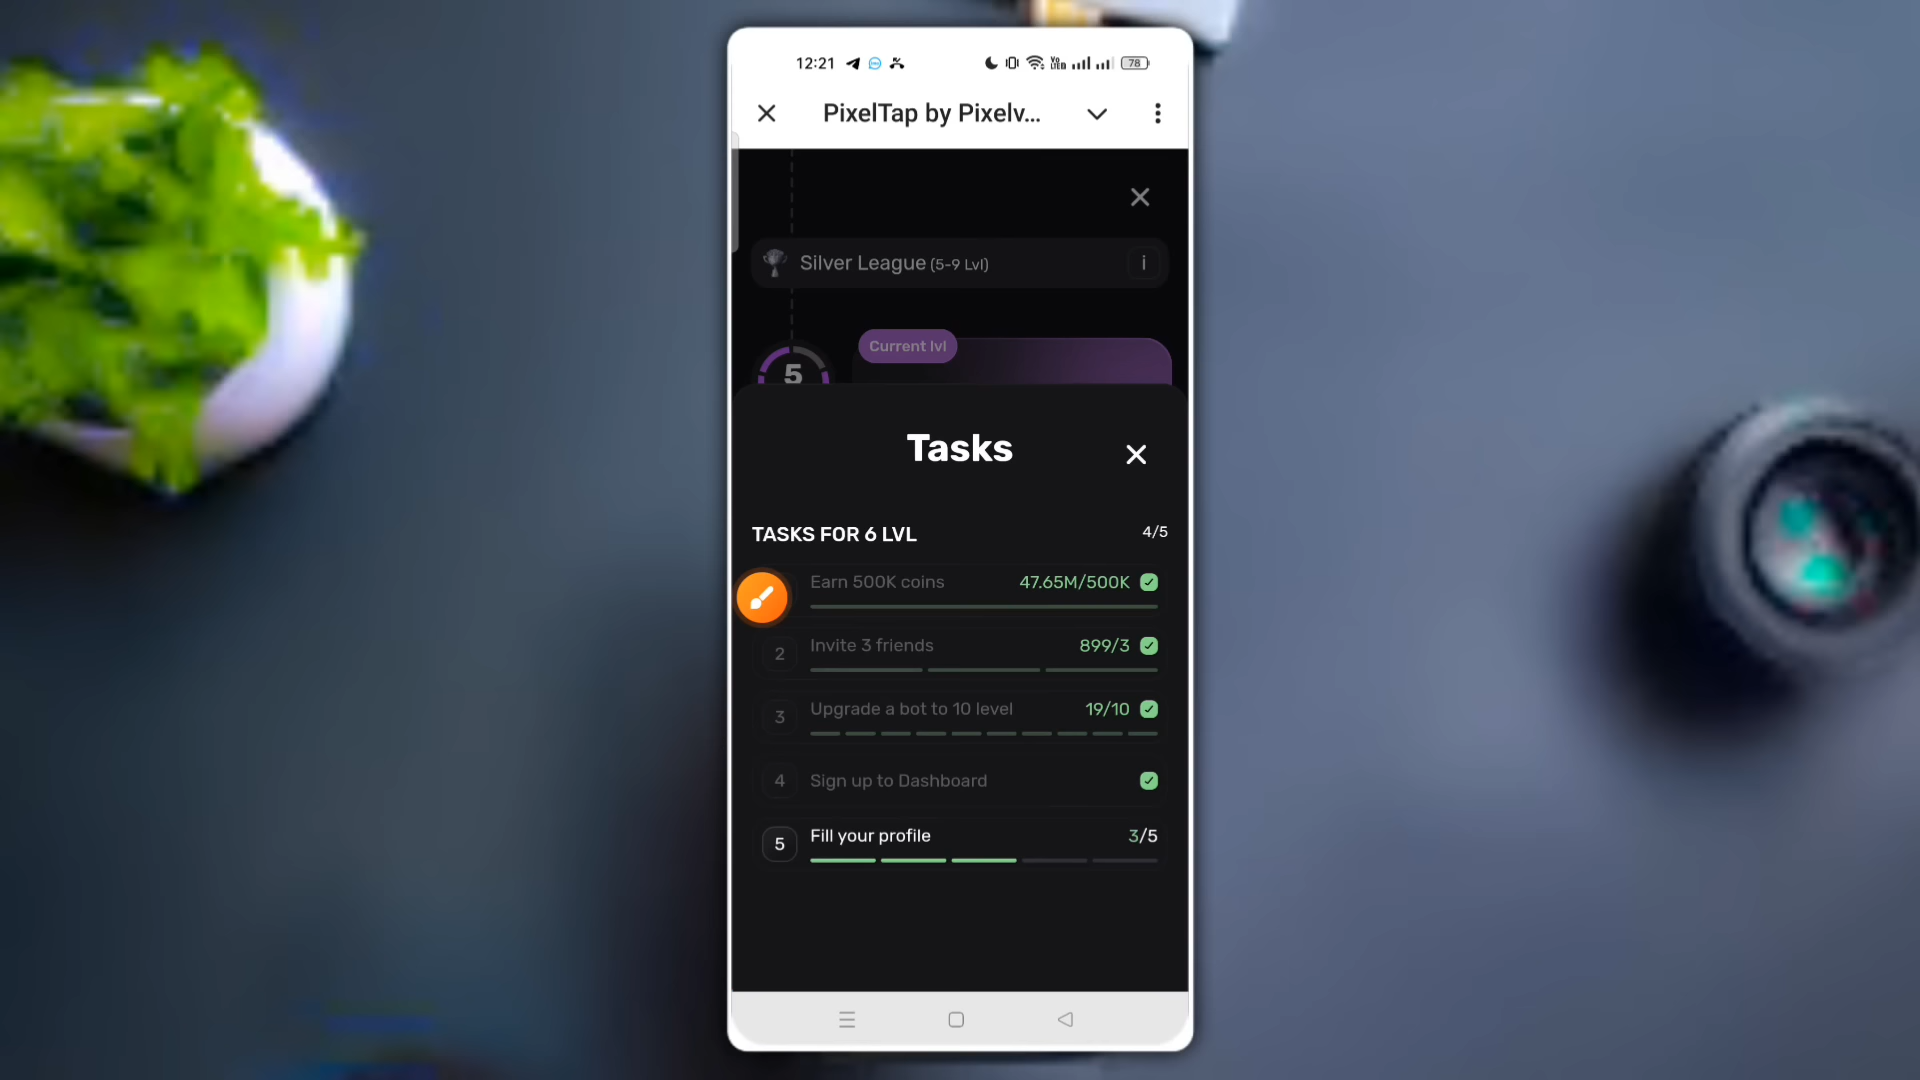 12:21
78
PixelTap by Pixelv...
Silver League (5-9 Lvl)
i
Current lvl
5
Tasks
TASKS FOR 6 LVL
4/5
Earn 500K coins
47.65M/500K
2
Invite 3 friends
899/3
3
Upgrade a bot to 10 level
19/10
4
Sign up to Dashboard
5
Fill your profile
3/5